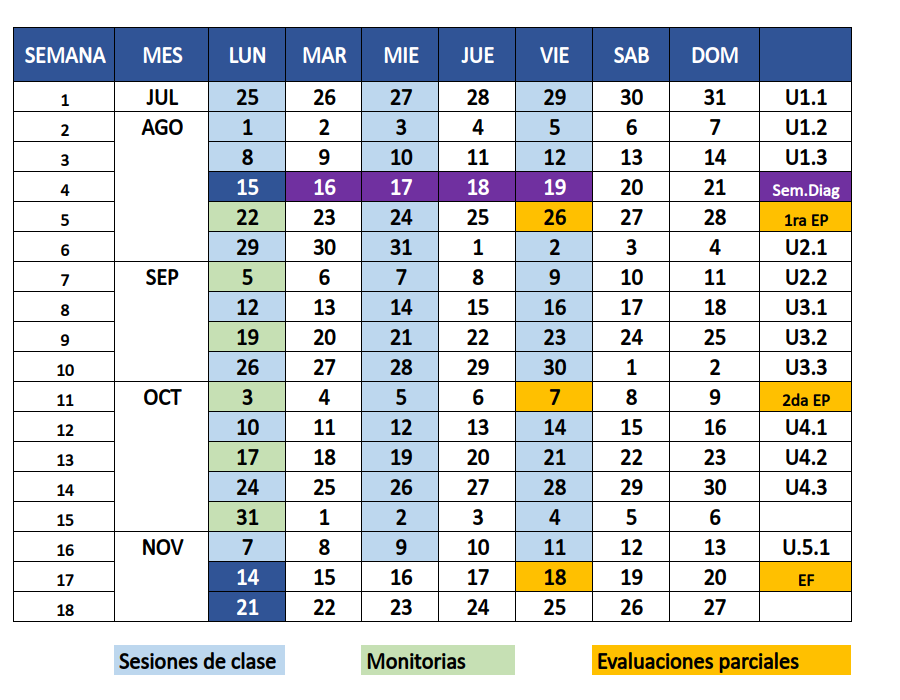 SEMANA MES LUN MAR MIE JUE VIE SAB DOM
1 JUL 25 26 27 28 29 30 31 U1.1
2 AGO 1 2 3 4 5 6 7 U1.2
3 8 9 10 11 12 13 14 U1.3
4 15 16 17 18 19 20 21 Sem.Diag
5 22 23 24 25 26 27 28 1ra EP
6 29 30 31 1 2 3 4 U2.1
7 SEP 5 6 7 8 9 10 11 U2.2
8 12 13 14 15 16 17 18 U3.1
9 19 20 21 22 23 24 25 U3.2
10 26 27 28 29 30 1 2 U3.3
11 OCT 3 4 5 6 7 8 9 2da EP
12 10 11 12 13 14 15 16 U4.1
13 17 18 19 20 21 22 23 U4.2
14 24 25 26 27 28 29 30 U4.3
15 31 1 2 3 4 5 6
16 NOV 7 8 9 10 11 12 13 U.5.1
17 14 15 16 17 18 19 20 EF
18 21 22 23 24 25 26 27
Sesiones de clase Monitorias Evaluaciones parciales